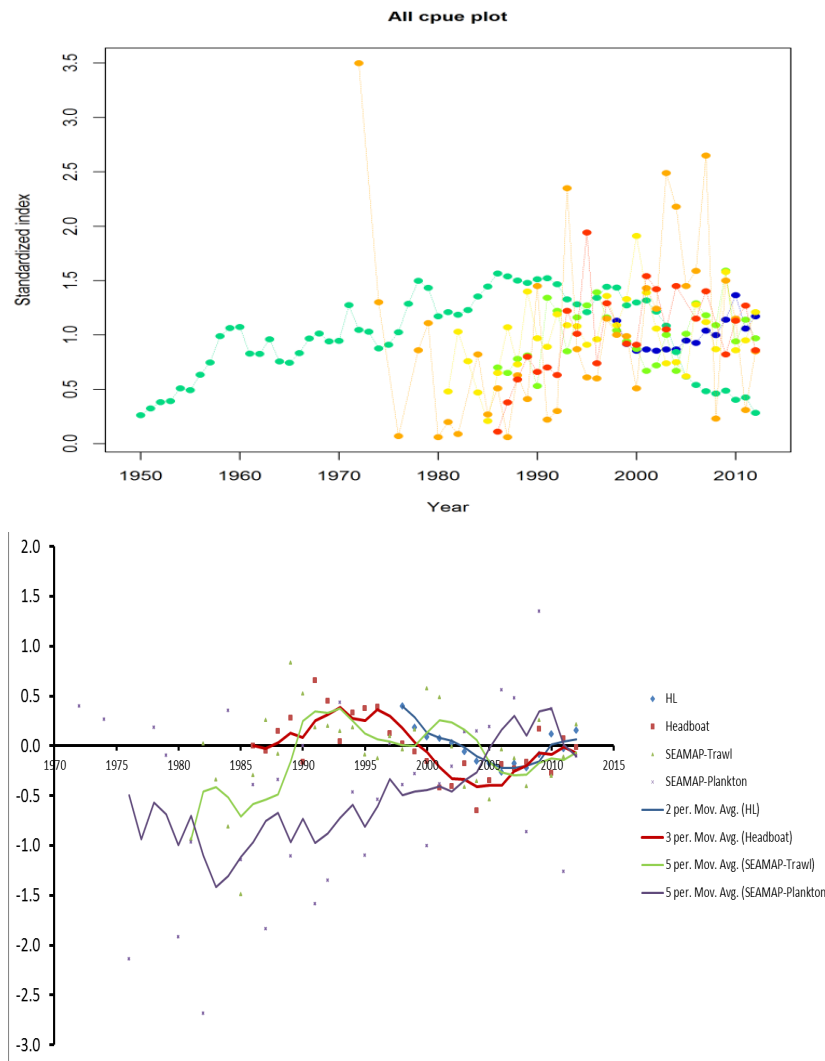 All cpue plot
3.5
3.0
2.5
2.0
1.5
1.0
0.5
0.0
Standardized index
1950 1960 1970 1980 1990 2000 2010
Year
2.0
1.5
1.0
0.5
0.0
1970 1975 1980 1985 1990 1995 2000 2005 2010 2015
-0.5
-1.0
-1.5
-2.0
-2.5
-3.0
HL
Headboat
SEAMAP-Trawl
SEAMAP-Plankton
2 per. Mov. Avg. (HL)
3 per. Mov. Avg. (Headboat)
5 per. Mov. Avg. (SEAMAP-Trawl)
5 per. Mov. Avg. (SEAMAP-Plankton